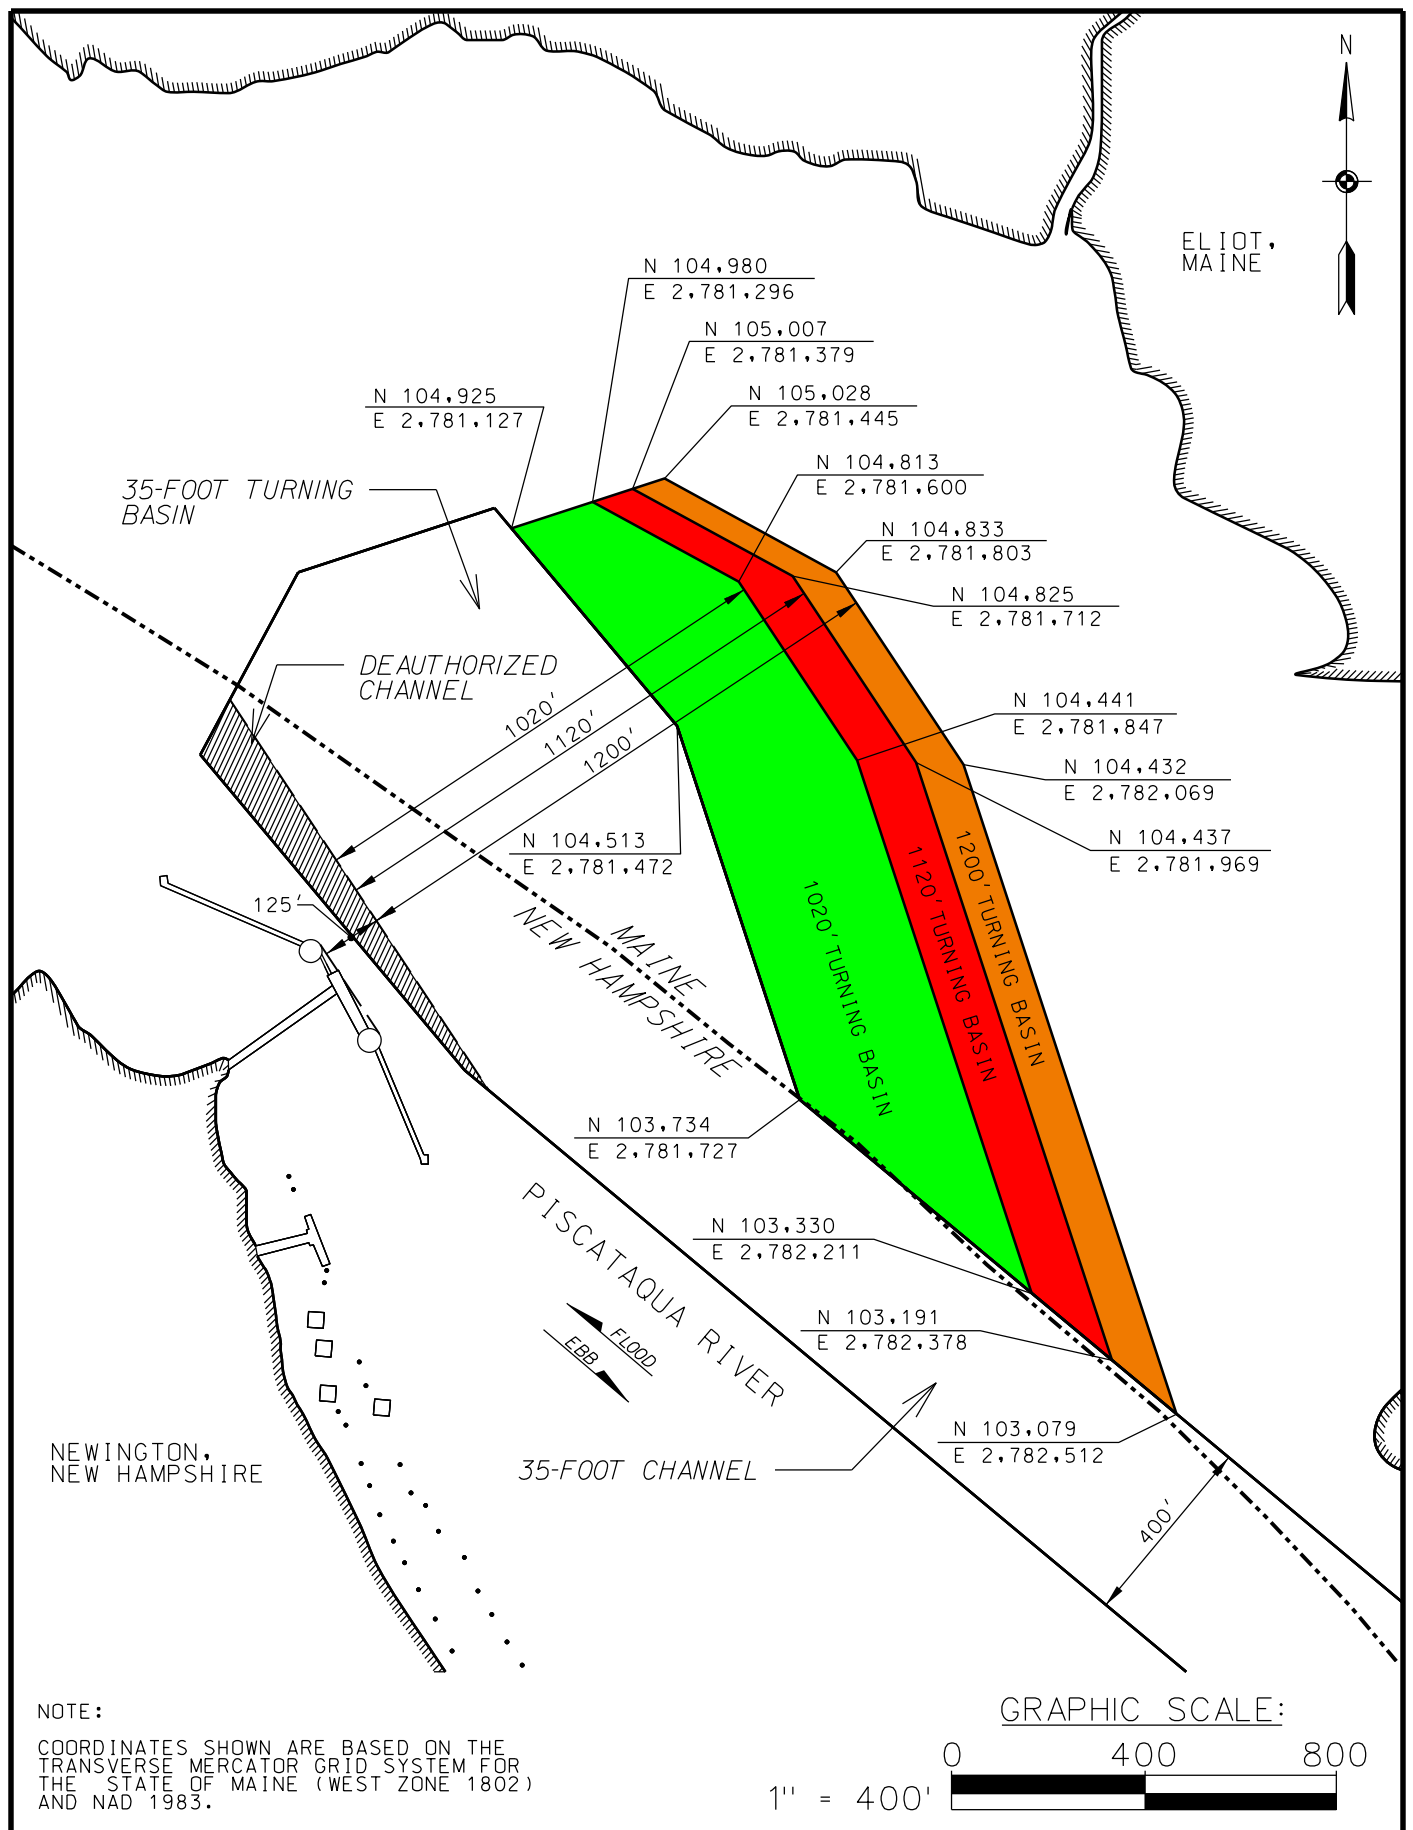 N
ELIOT,
MAINE
N 104,980
E 2,781,296
N 105,007
E 2,781,379
N 104,925
E 2,781,127
N 105,028
E 2,781,445
N 104,813
E 2,781,600
35-FOOT TURNING
BASIN
N 104,833
E 2,781,803
N 104,825
E 2,781,712
DEAUTHORIZED
CHANNEL
1020'
1120'
1200'
N 104,441
E 2,781,847
N 104,432
E 2,782,069
N 104,513
E 2,781,472
N 104,437
E 2,781,969
125'
MAINE
NEW HAMPSHIRE
1020' TURNING BASIN
1120' TURNING BASIN
1200' TURNING BASIN
N 103,734
E 2,781,727
PISCATAQUA RIVER
N 103,330
E 2,782,211
FLOOD
EBB
N 103,191
E 2,782,378
N 103,079
E 2,782,512
NEWINGTON,
NEW HAMPSHIRE
35-FOOT CHANNEL
400'
NOTE:
COORDINATES SHOWN ARE BASED ON THE
TRANSVERSE MERCATOR GRID SYSTEM FOR
THE STATE OF MAINE (WEST ZONE 1802)
AND NAD 1983.
GRAPHIC SCALE:
0 400 800
1" = 400'